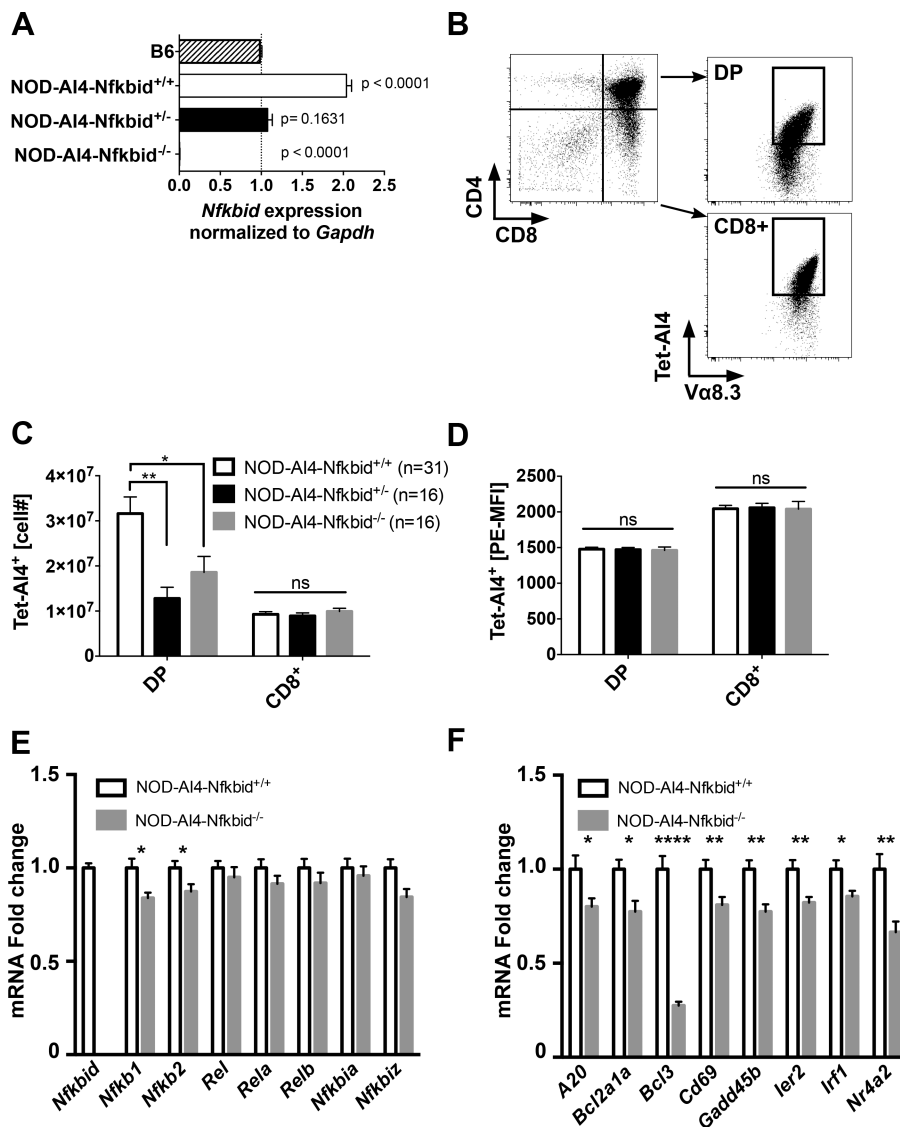 A
B6
NOD-AI4-Nfkbid+/+
p < 0.0001
NOD-AI4-Nfkbid+/-
p= 0.1631
NOD-AI4-Nfkbid-/-
p < 0.0001
0.0 0.5 1.0 1.5 2.0 2.5
Nfkbid expression
normalized to Gapdh
B
DP
CD4
CD8
CD8+
Tet-AI4
Vα8.3
C
NOD-AI4-Nfkbid+/+ (n=31)
NOD-AI4-Nfkbid+/- (n=16)
NOD-AI4-Nfkbid-/- (n=16)
*
**
ns
Tet-AI4+ [cell#]
4×10⁷
3×10⁷
2×10⁷
1×10⁷
0
DP
CD8+
D
Tet-AI4+ [PE-MFI]
2500
2000
1500
1000
500
0
ns
ns
DP
CD8+
E
NOD-AI4-Nfkbid+/+
NOD-AI4-Nfkbid-/-
mRNA Fold change
1.5
1.0
0.5
0
* *
Nfkbid Nfkb1 Nfkb2 Rel Rela Relb Nfkbia Nfkbiz
F
NOD-AI4-Nfkbid+/+
NOD-AI4-Nfkbid-/-
mRNA Fold change
1.5
1.0
0.5
0
* * **** ** ** ** * **
A20 Bcl2a1a Bcl3 Cd69 Gadd45b Ier2 Irf1 Nr4a2